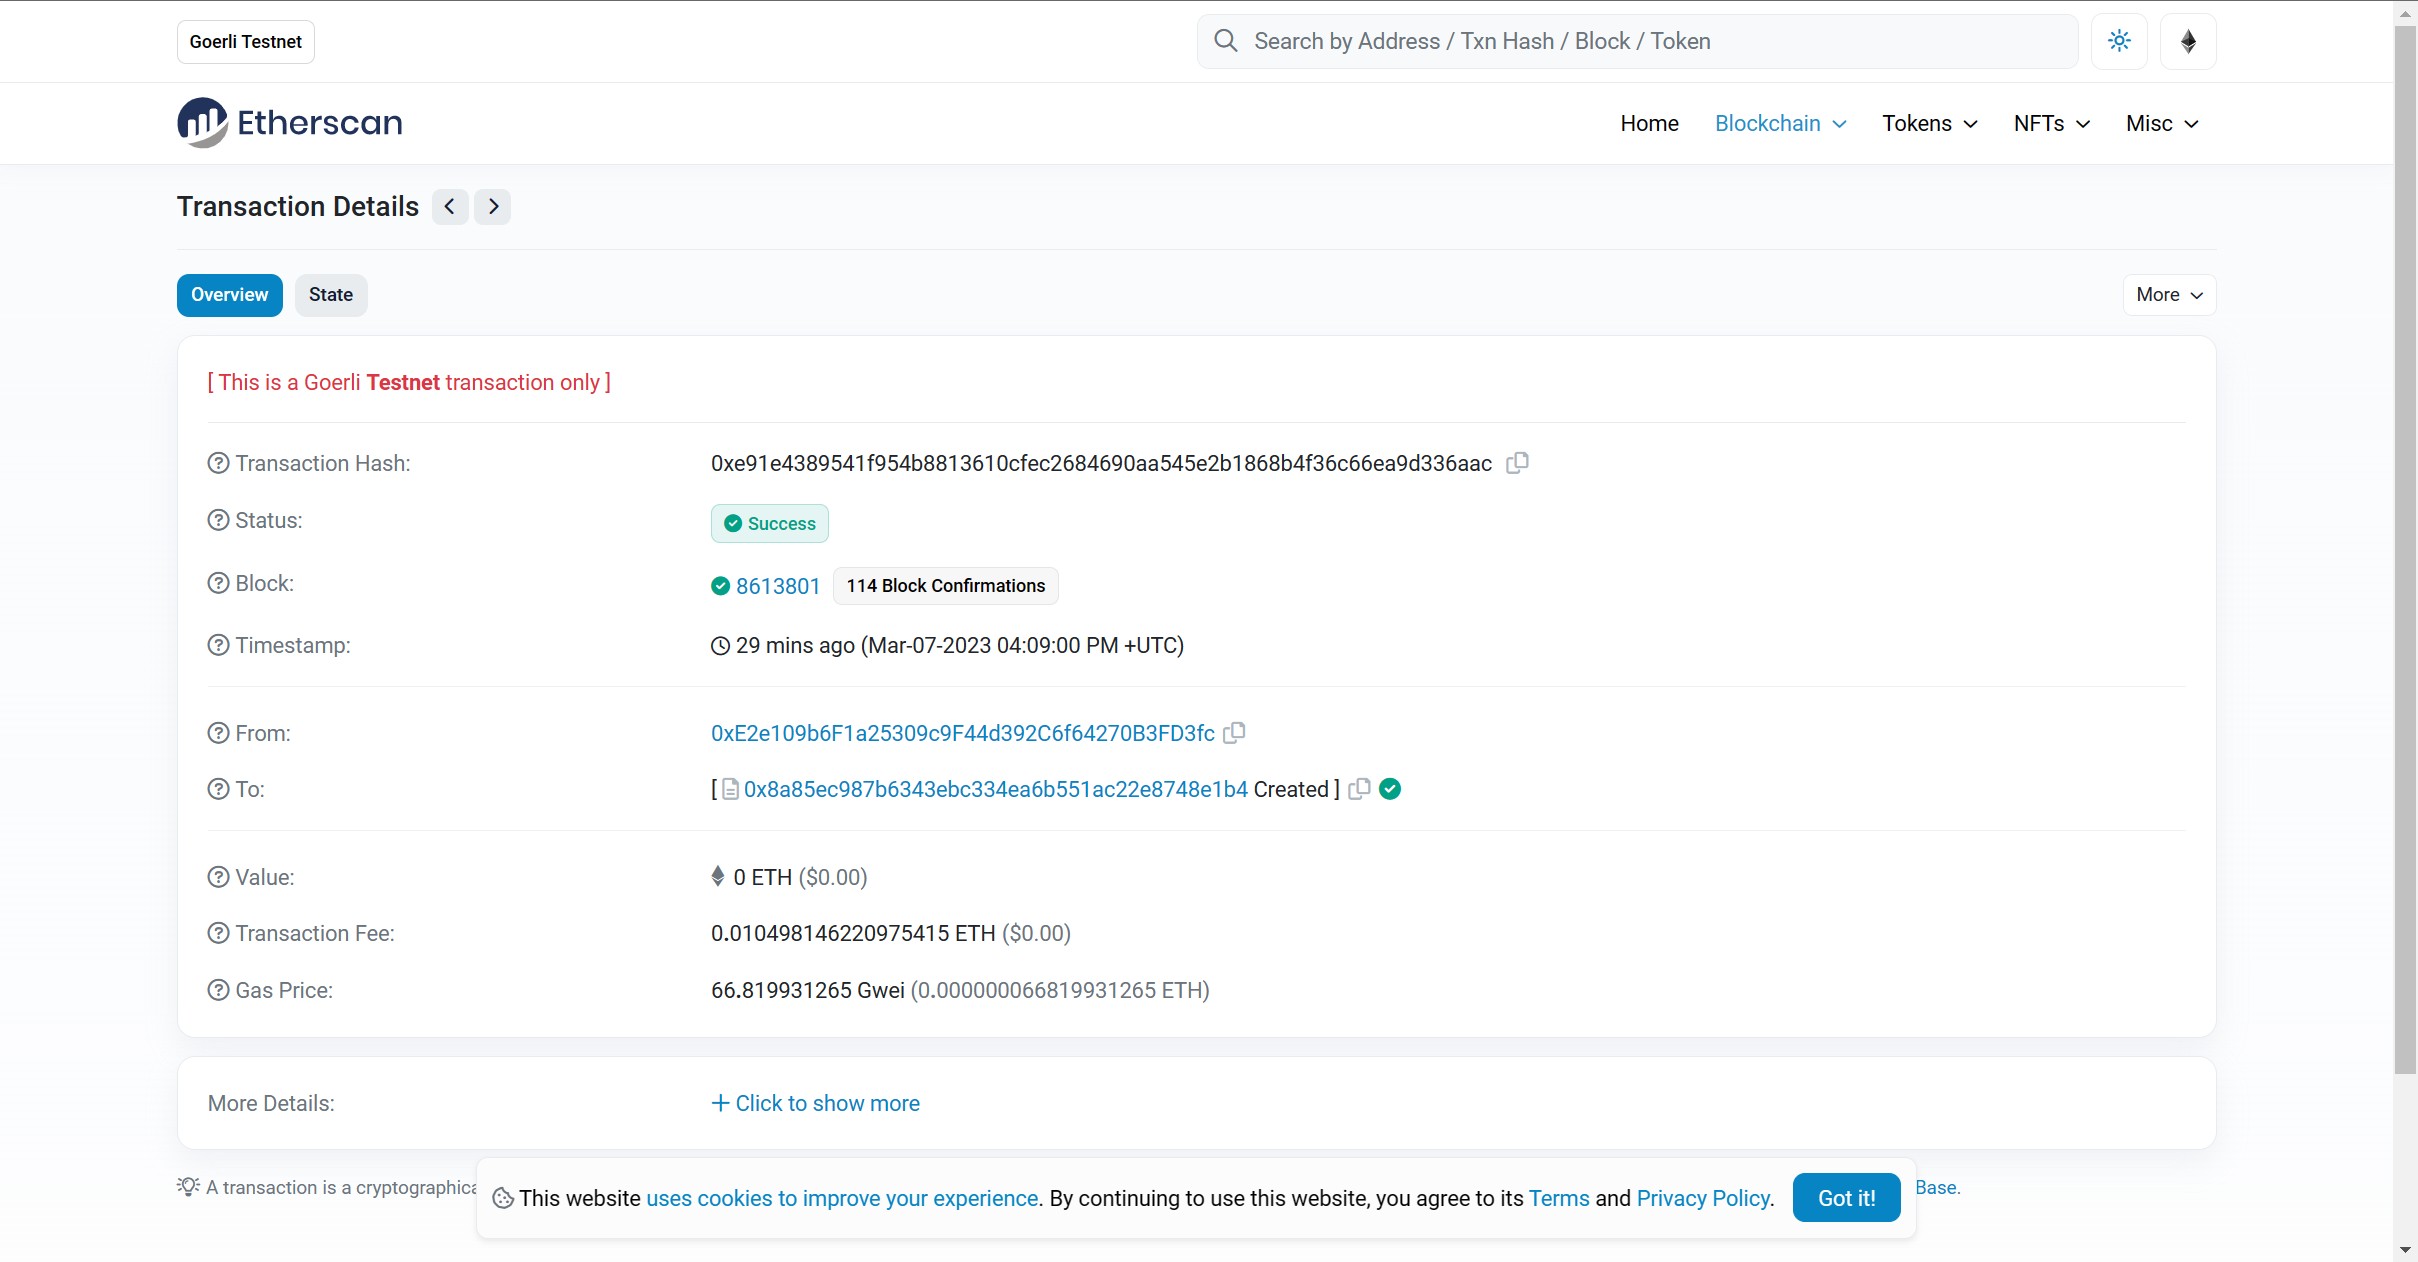 Goerli Testnet
Search by Address / Txn Hash / Block / Token
Etherscan
Home Blockchain Tokens NFTs Misc
Transaction Details
Overview State More
[ This is a Goerli Testnet transaction only ]
Transaction Hash: 0xe91e4389541f954b8813610cfec2684690aa545e2b1868b4f36c66ea9d336aac
Status: Success
Block: 8613801 114 Block Confirmations
Timestamp: 29 mins ago (Mar-07-2023 04:09:00 PM +UTC)
From: 0xE2e109b6F1a25309c9F44d392C6f64270B3FD3fc
To: [ 0x8a85ec987b6343ebc334ea6b551ac22e8748e1b4 Created ]
Value: 0 ETH ($0.00)
Transaction Fee: 0.010498146220975415 ETH ($0.00)
Gas Price: 66.819931265 Gwei (0.000000066819931265 ETH)
More Details: + Click to show more
A transaction is a cryptographica
Base.
This website uses cookies to improve your experience. By continuing to use this website, you agree to its Terms and Privacy Policy. Got it!